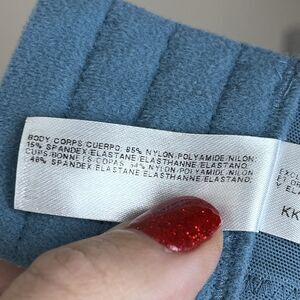 BODY/CORPS/CUERPO: 85% NYLON/POLYAMIDE/NILON;
15% SPANDEX/ELASTANE/ELASTHANNE/ELASTANO;
CUPS/BONNETS/COPAS: 54% NYLON/POLYAMIDE/NILON;
46% SPANDEX/ELASTANE/ELASTHANNE/ELASTANO;
KK